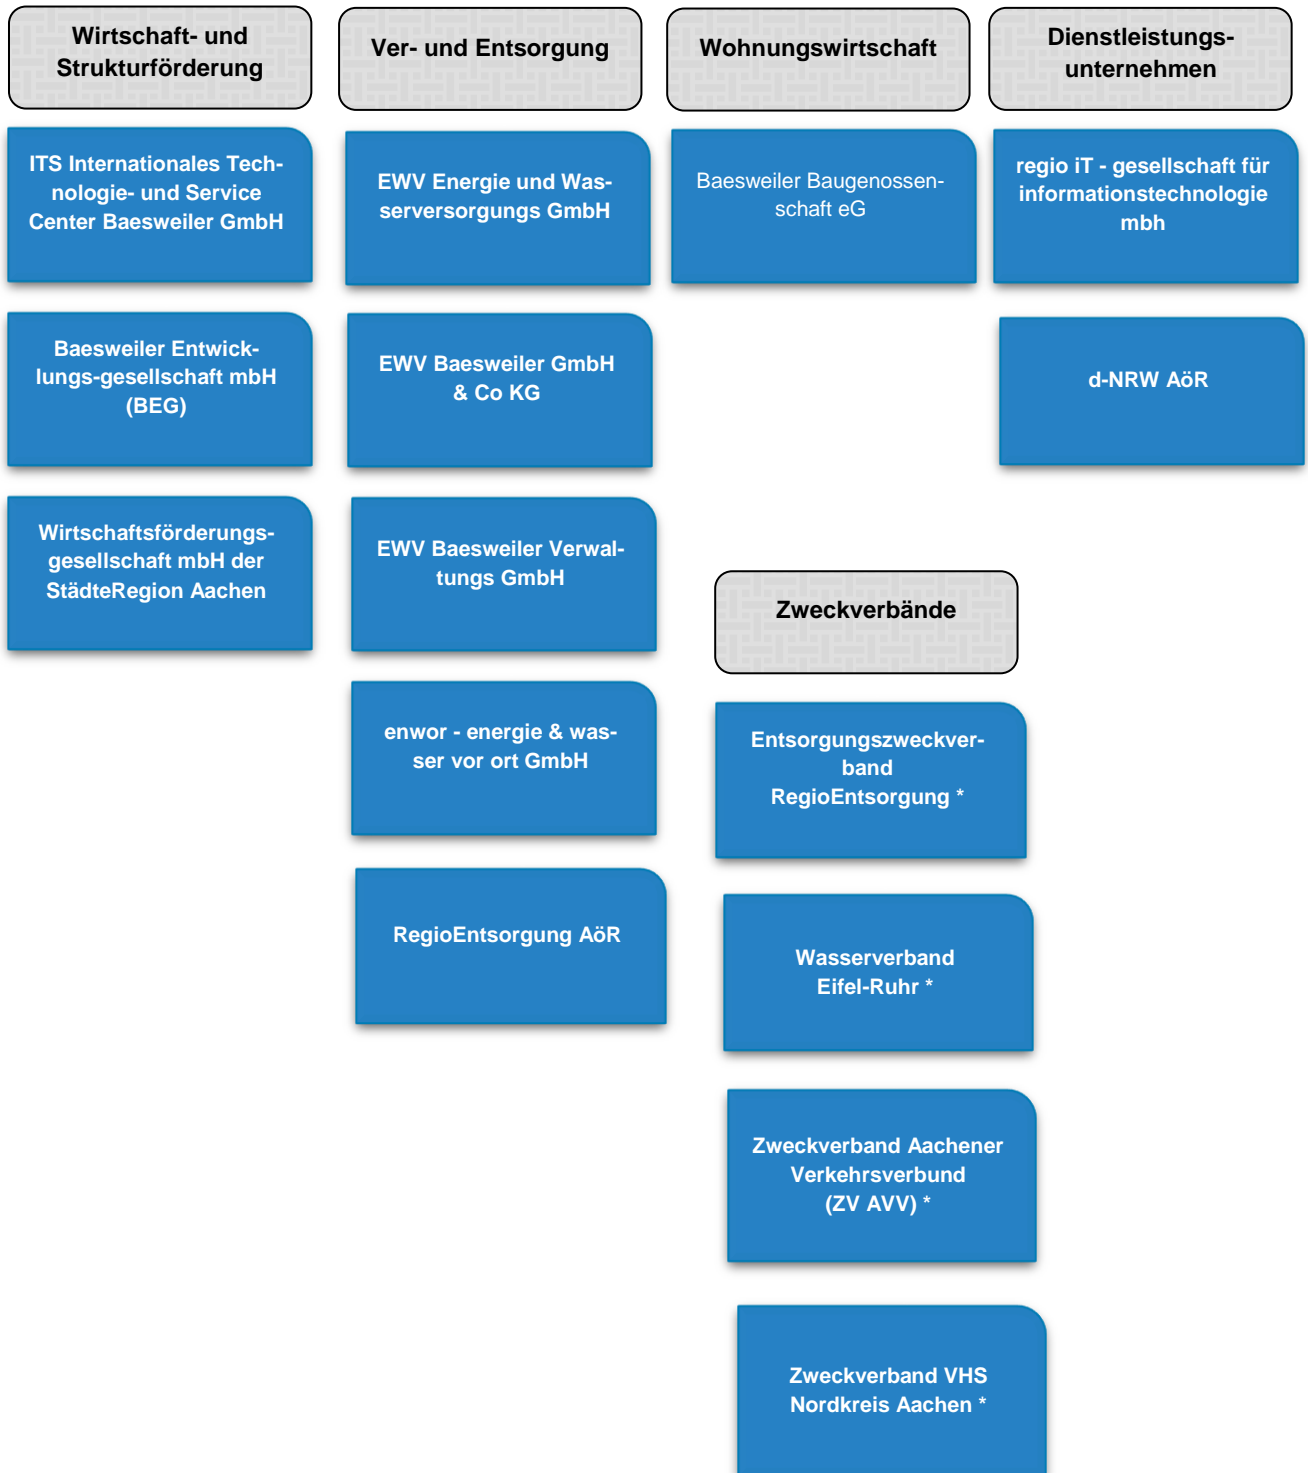 Wirtschaft- und
Strukturförderung
ITS Internationales Tech-
nologie- und Service
Center Baesweiler GmbH
Baesweiler Entwick-
lungs-gesellschaft mbH
(BEG)
Wirtschaftsförderungs-
gesellschaft mbH der
StädteRegion Aachen
Ver- und Entsorgung
EWV Energie und Was-
serversorgungs GmbH
EWV Baesweiler GmbH
& Co KG
EWV Baesweiler Verwal-
tungs GmbH
enwor - energie & was-
ser vor ort GmbH
RegioEntsorgung AöR
Wohnungswirtschaft
Baesweiler Baugenossen-
schaft eG
Dienstleistungs-
unternehmen
regio iT - gesellschaft für
informationstechnologie
mbh
d-NRW AöR
Zweckverbände
Entsorgungszweckver-
band
RegioEntsorgung *
Wasserverband
Eifel-Ruhr *
Zweckverband Aachener
Verkehrsverbund
(ZV AVV) *
Zweckverband VHS
Nordkreis Aachen *